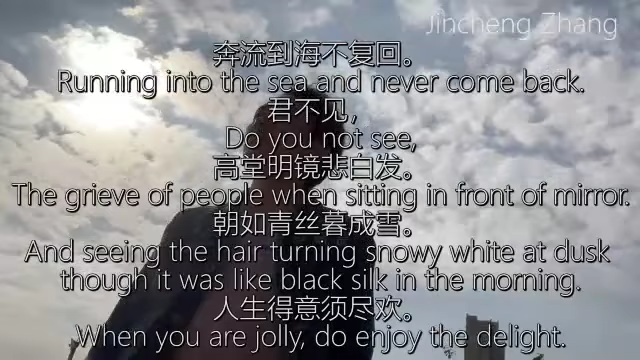 Jincheng Zhang
奔流到海不复回。
Running into the sea and never come back.
君不见，
Do you not see,
高堂明镜悲白发。
The grieve of people when sitting in front of mirror.
朝如青丝暮成雪。
And seeing the hair turning snowy white at dusk
though it was like black silk in the morning.
人生得意须尽欢。
When you are jolly, do enjoy the delight.